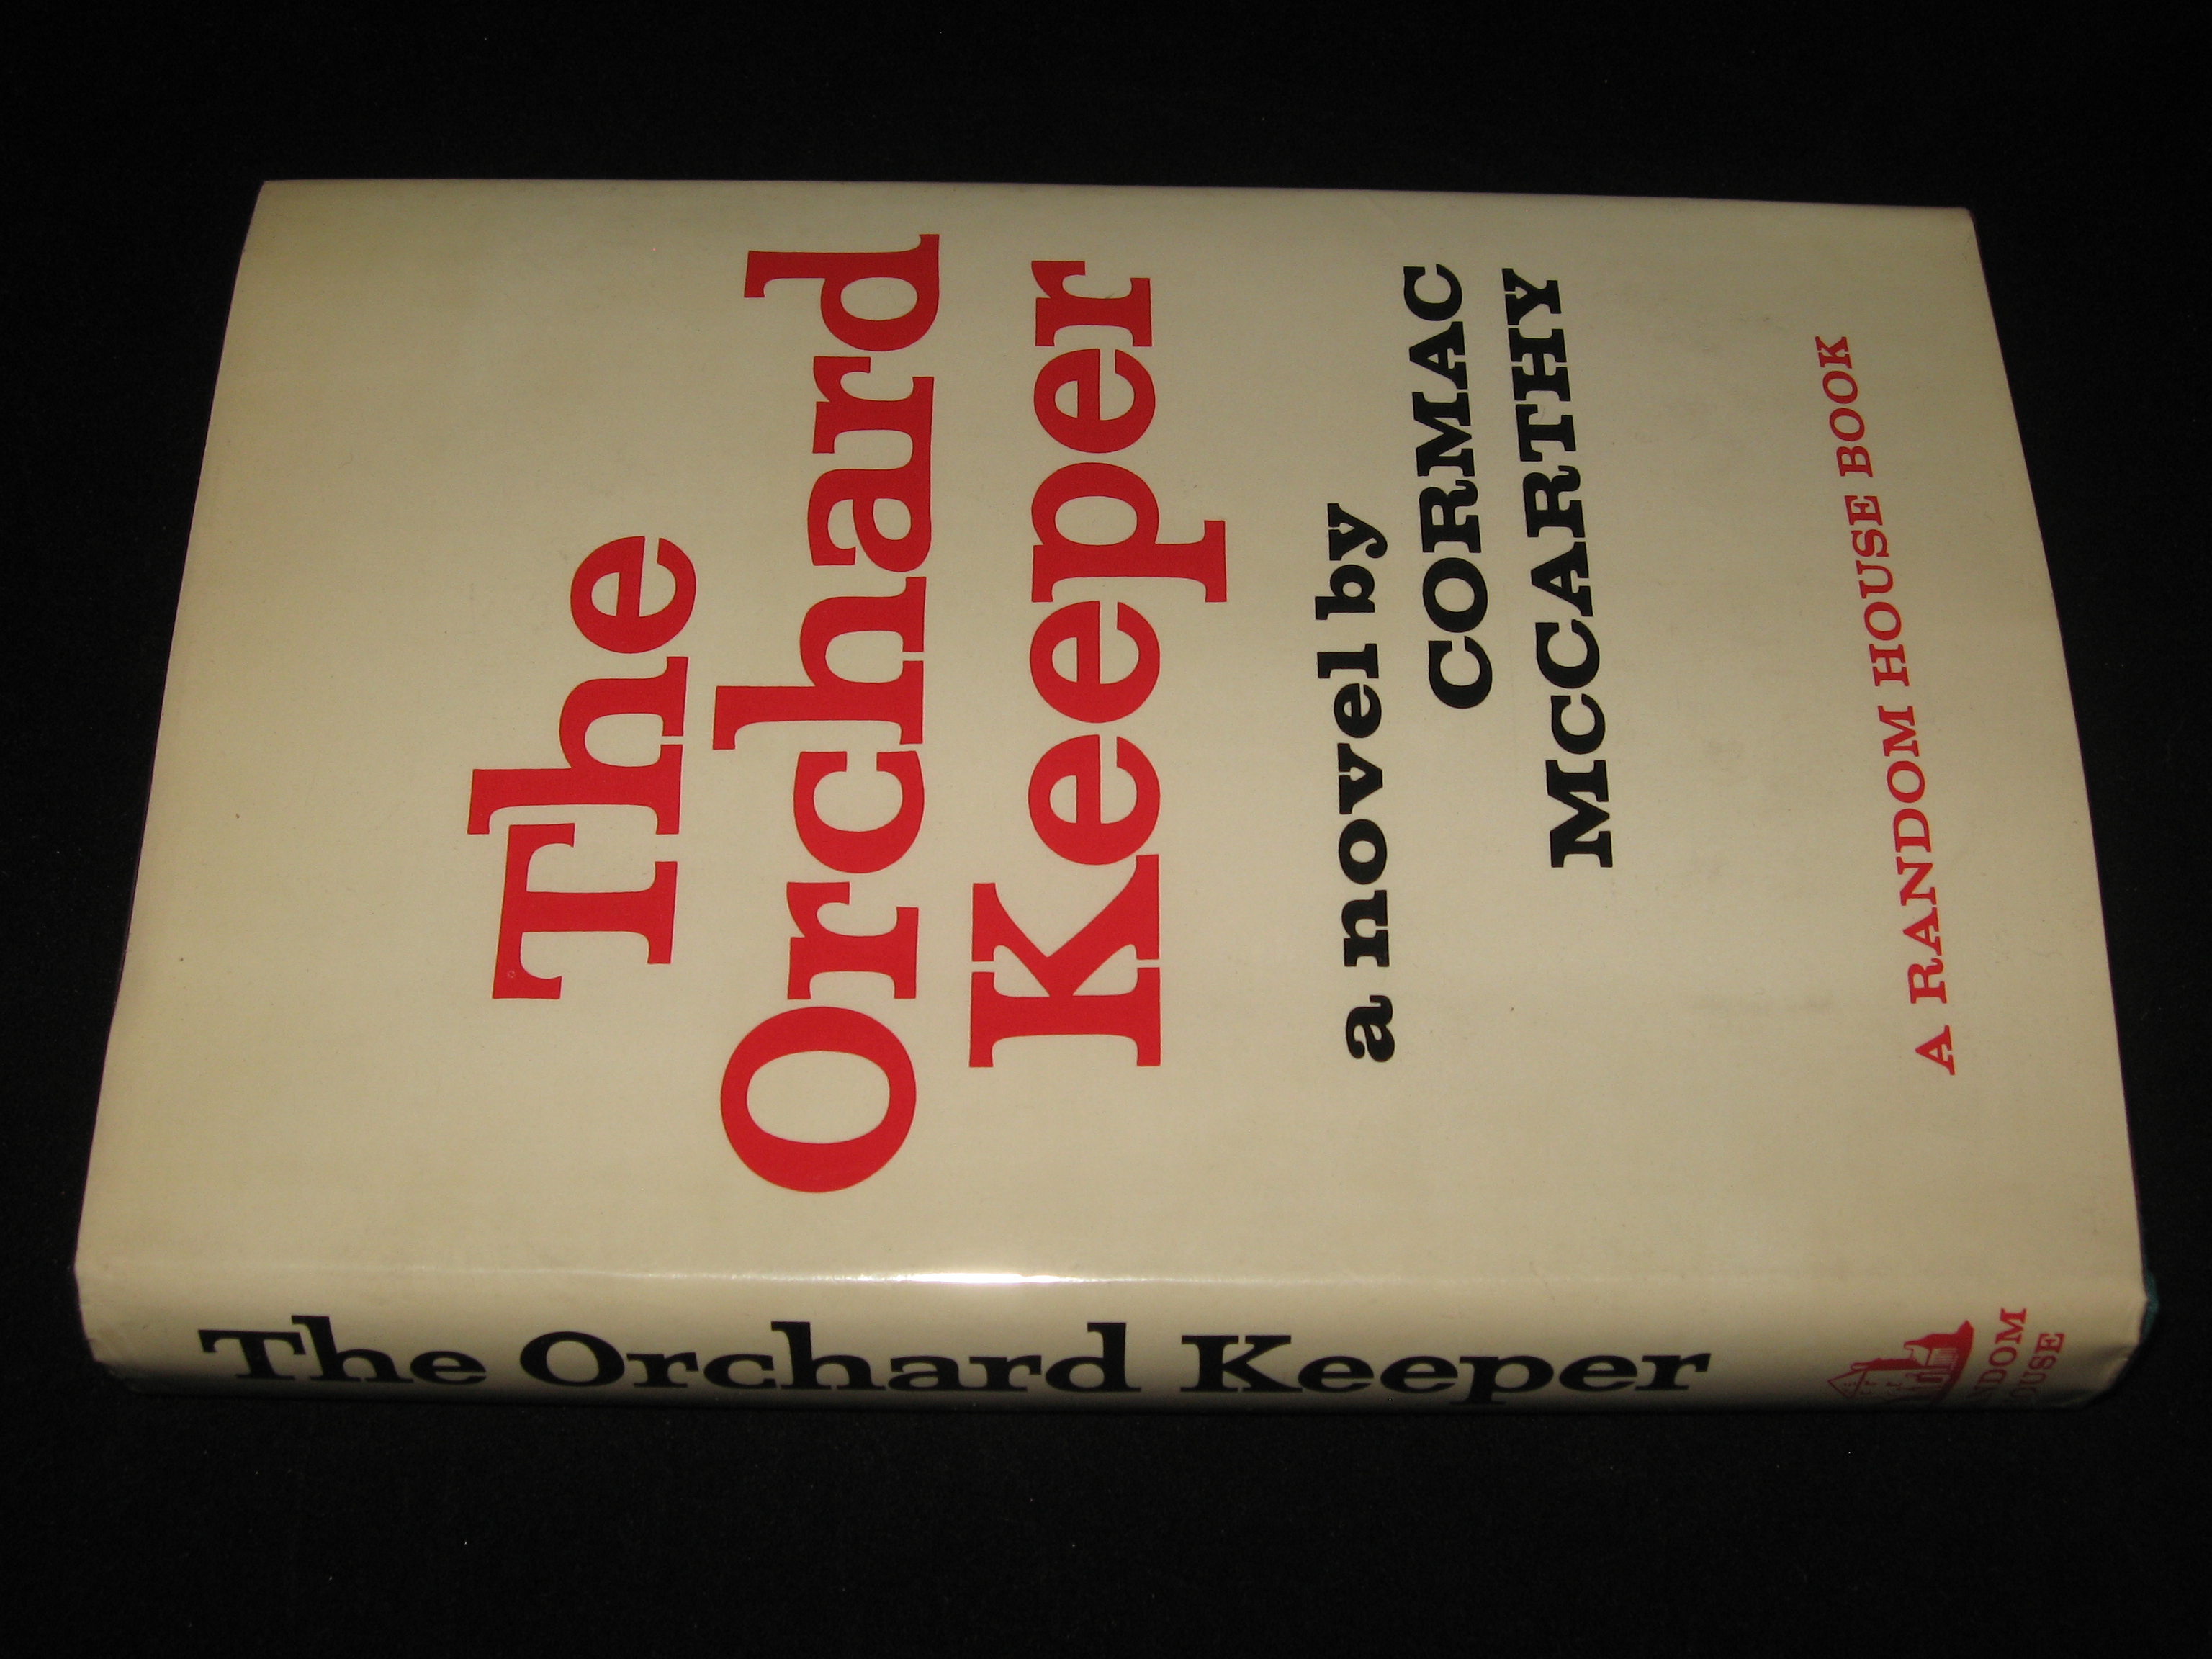 The
Orchard
Keeper
a novel by
CORMAC
McCARTHY
A RANDOM HOUSE BOOK
The Orchard Keeper